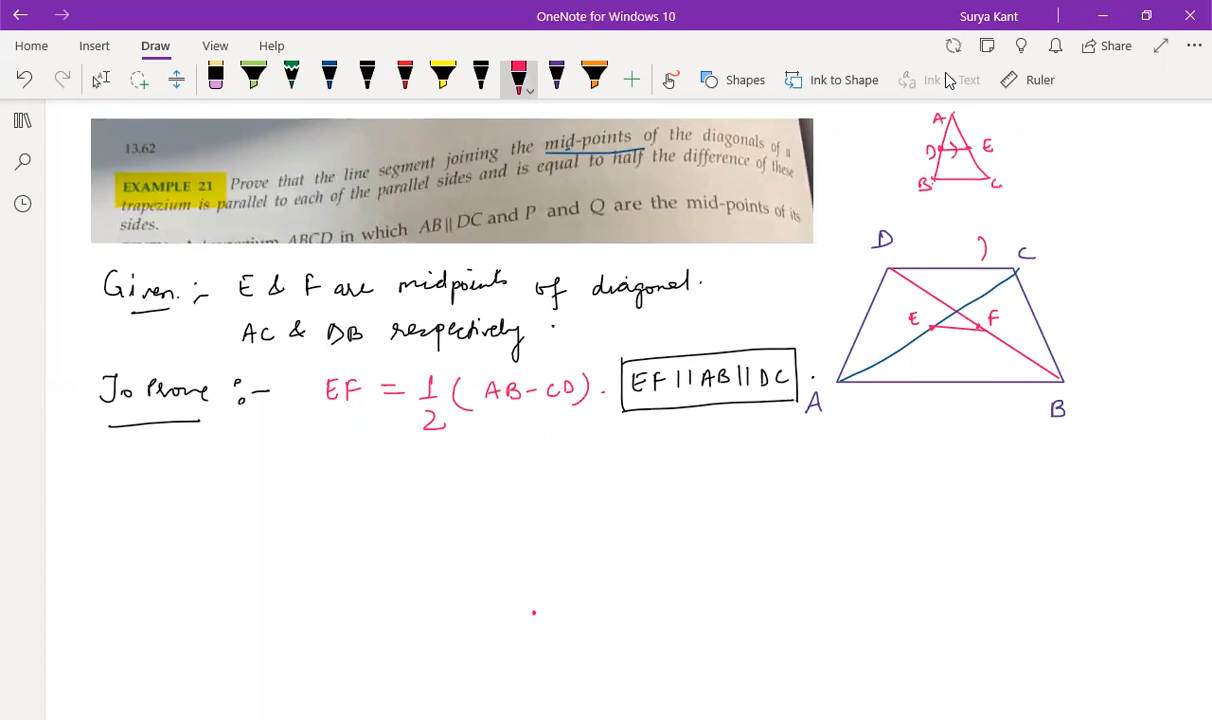 OneNote for Windows 10
Surya Kant
Home Insert Draw View Help
Share
Shapes Ink to Shape Ink to Text Ruler
13.62
EXAMPLE 21 Prove that the line segment joining the mid-points of the diagonals of a
trapezium is parallel to each of the parallel sides and is equal to half the difference of these
sides.
ABCD in which AB || DC and P and Q are the mid-points of its
A
D E
B C
Given :- E & F are midpoints of diagonal.
AC & DB respectively.
To Prove :- EF = 1/2 (AB - CD). EF || AB || DC .
D C
E F
A B